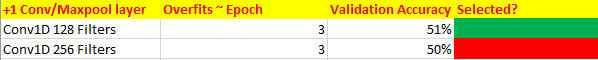 +1 Conv/Maxpool layer Overfits ~ Epoch Validation Accuracy Selected?
Conv1D 128 Filters 3 51%
Conv1D 256 Filters 3 50%